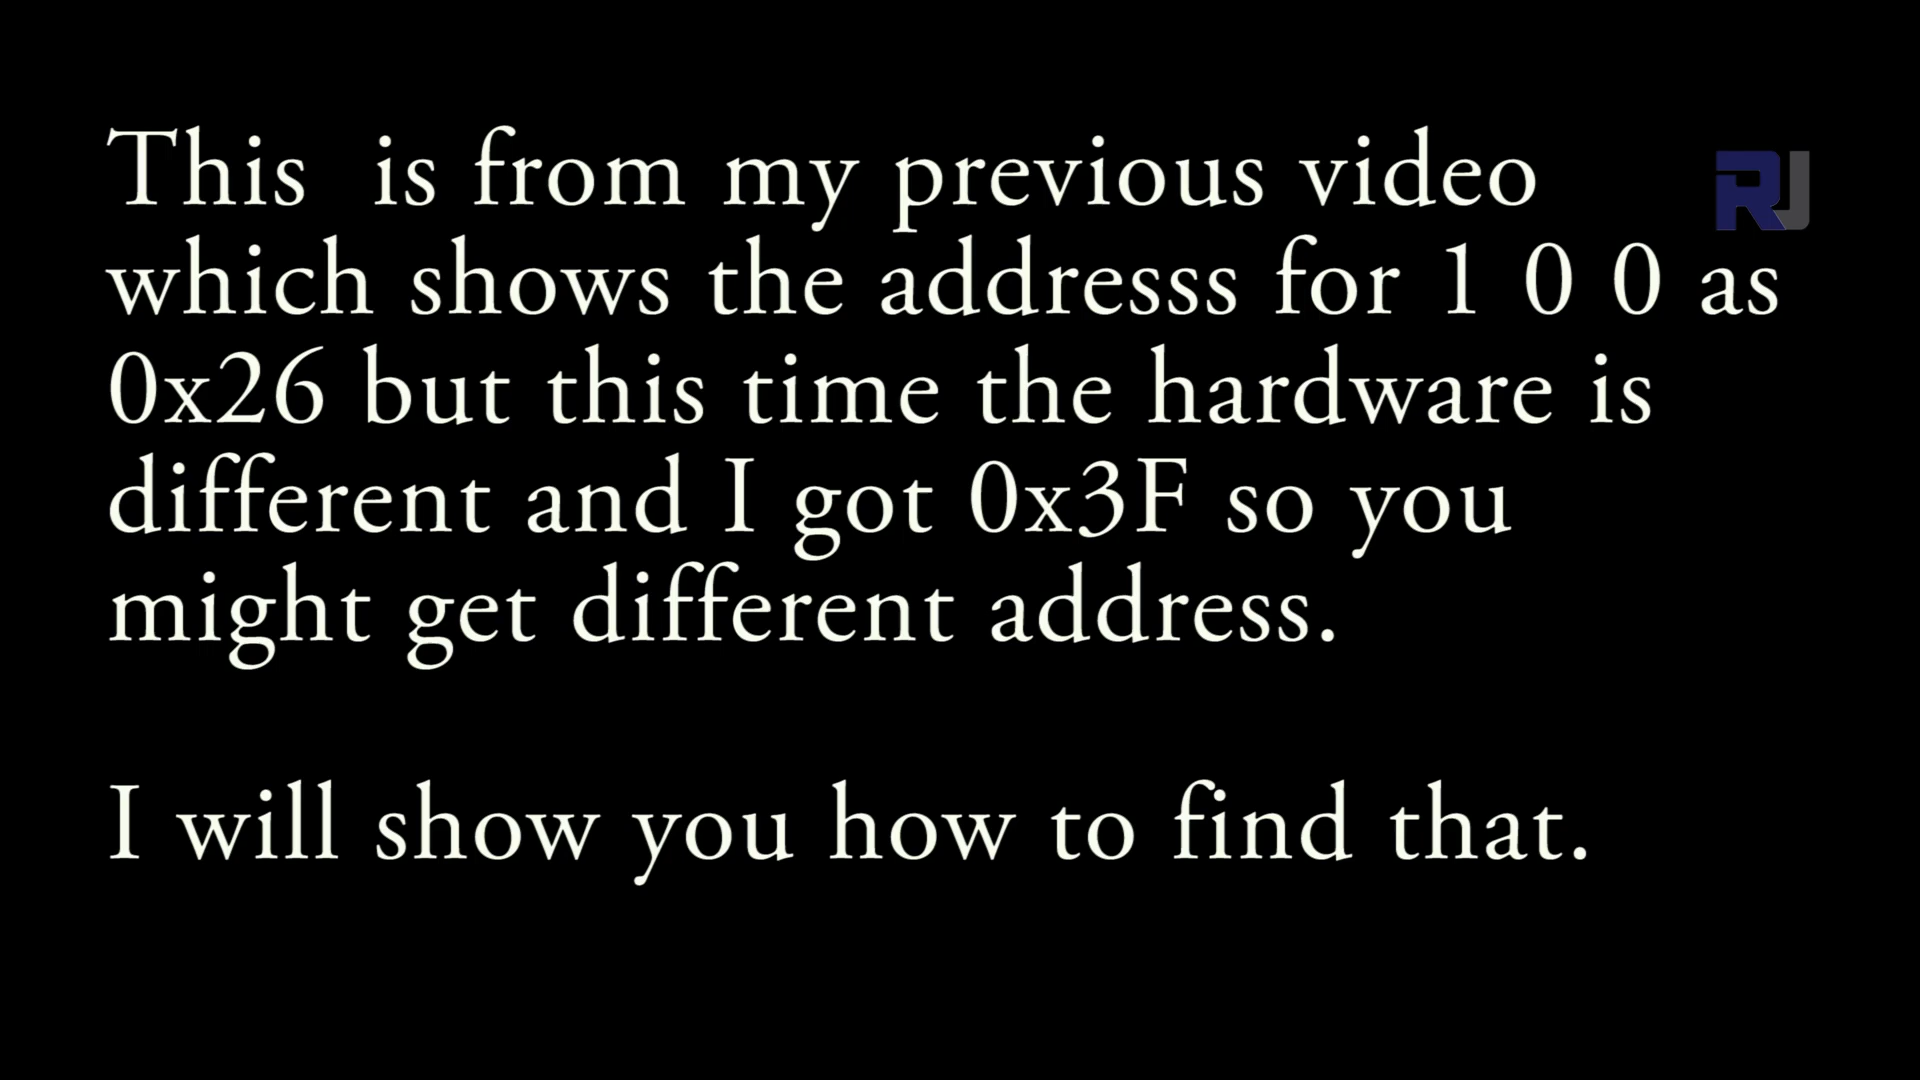 This  is from my previous video
RJ
which shows the addresss for 1 0 0 as
0x26 but this time the hardware is
different and I got 0x3F so you
might get different address.
I will show you how to find that.